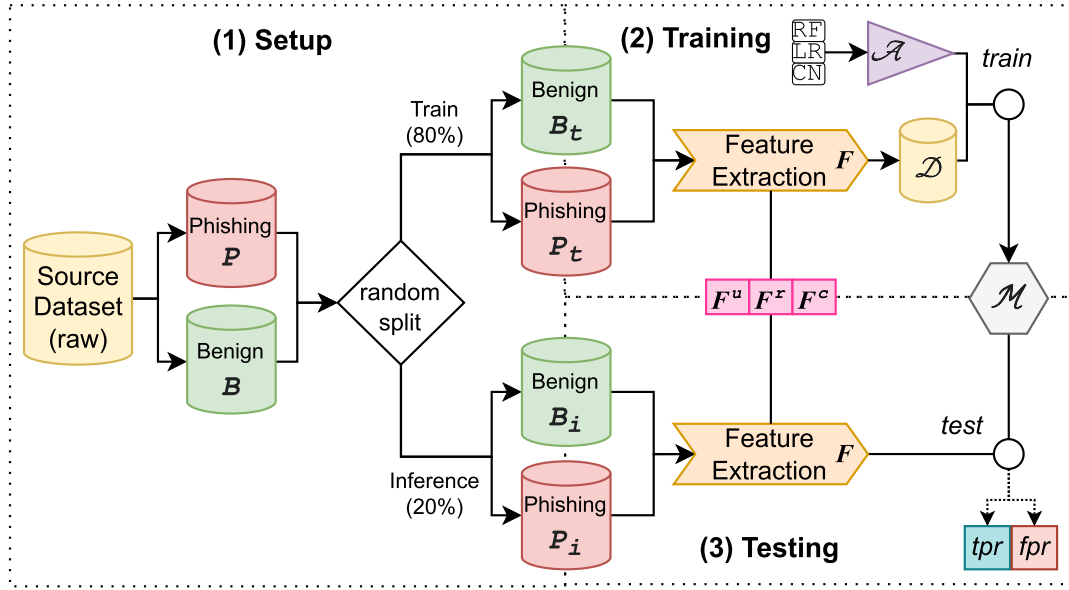 (1) Setup
(2) Training
RF
LR
CN
𝒜
train
Train
(80%)
Benign
B_t
Feature
Extraction F
𝒟
Phishing
P_t
Source
Dataset
(raw)
Phishing
P
Benign
B
random
split
F^u F^r F^c
ℳ
Inference
(20%)
Benign
B_i
Phishing
P_i
Feature
Extraction F
test
(3) Testing
tpr fpr